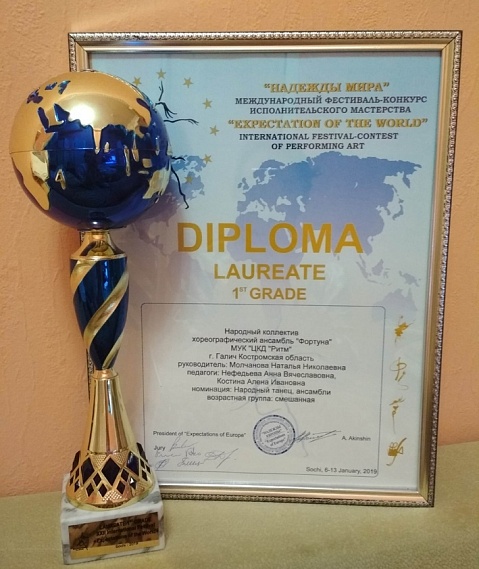 "НАДЕЖДЫ МИРА"
МЕЖДУНАРОДНЫЙ ФЕСТИВАЛЬ-КОНКУРС
ИСПОЛНИТЕЛЬСКОГО МАСТЕРСТВА
"EXPECTATION OF THE WORLD"
INTERNATIONAL FESTIVAL-CONTEST
OF PERFORMING ART
DIPLOMA
LAUREATE
1ST GRADE
Народный коллектив
хореографический ансамбль "Фортуна"
МУК "ЦКД "Ритм"
г. Галич Костромская область
руководитель: Молчанова Наталья Николаевна
педагоги: Нефедьева Анна Вячеславовна,
Костина Алена Ивановна
номинация: Народный танец, ансамбли
возрастная группа: смешанная
President of "Expectations of Europe"
A. Akinshin
Jury
Sochi, 8-13 January, 2019